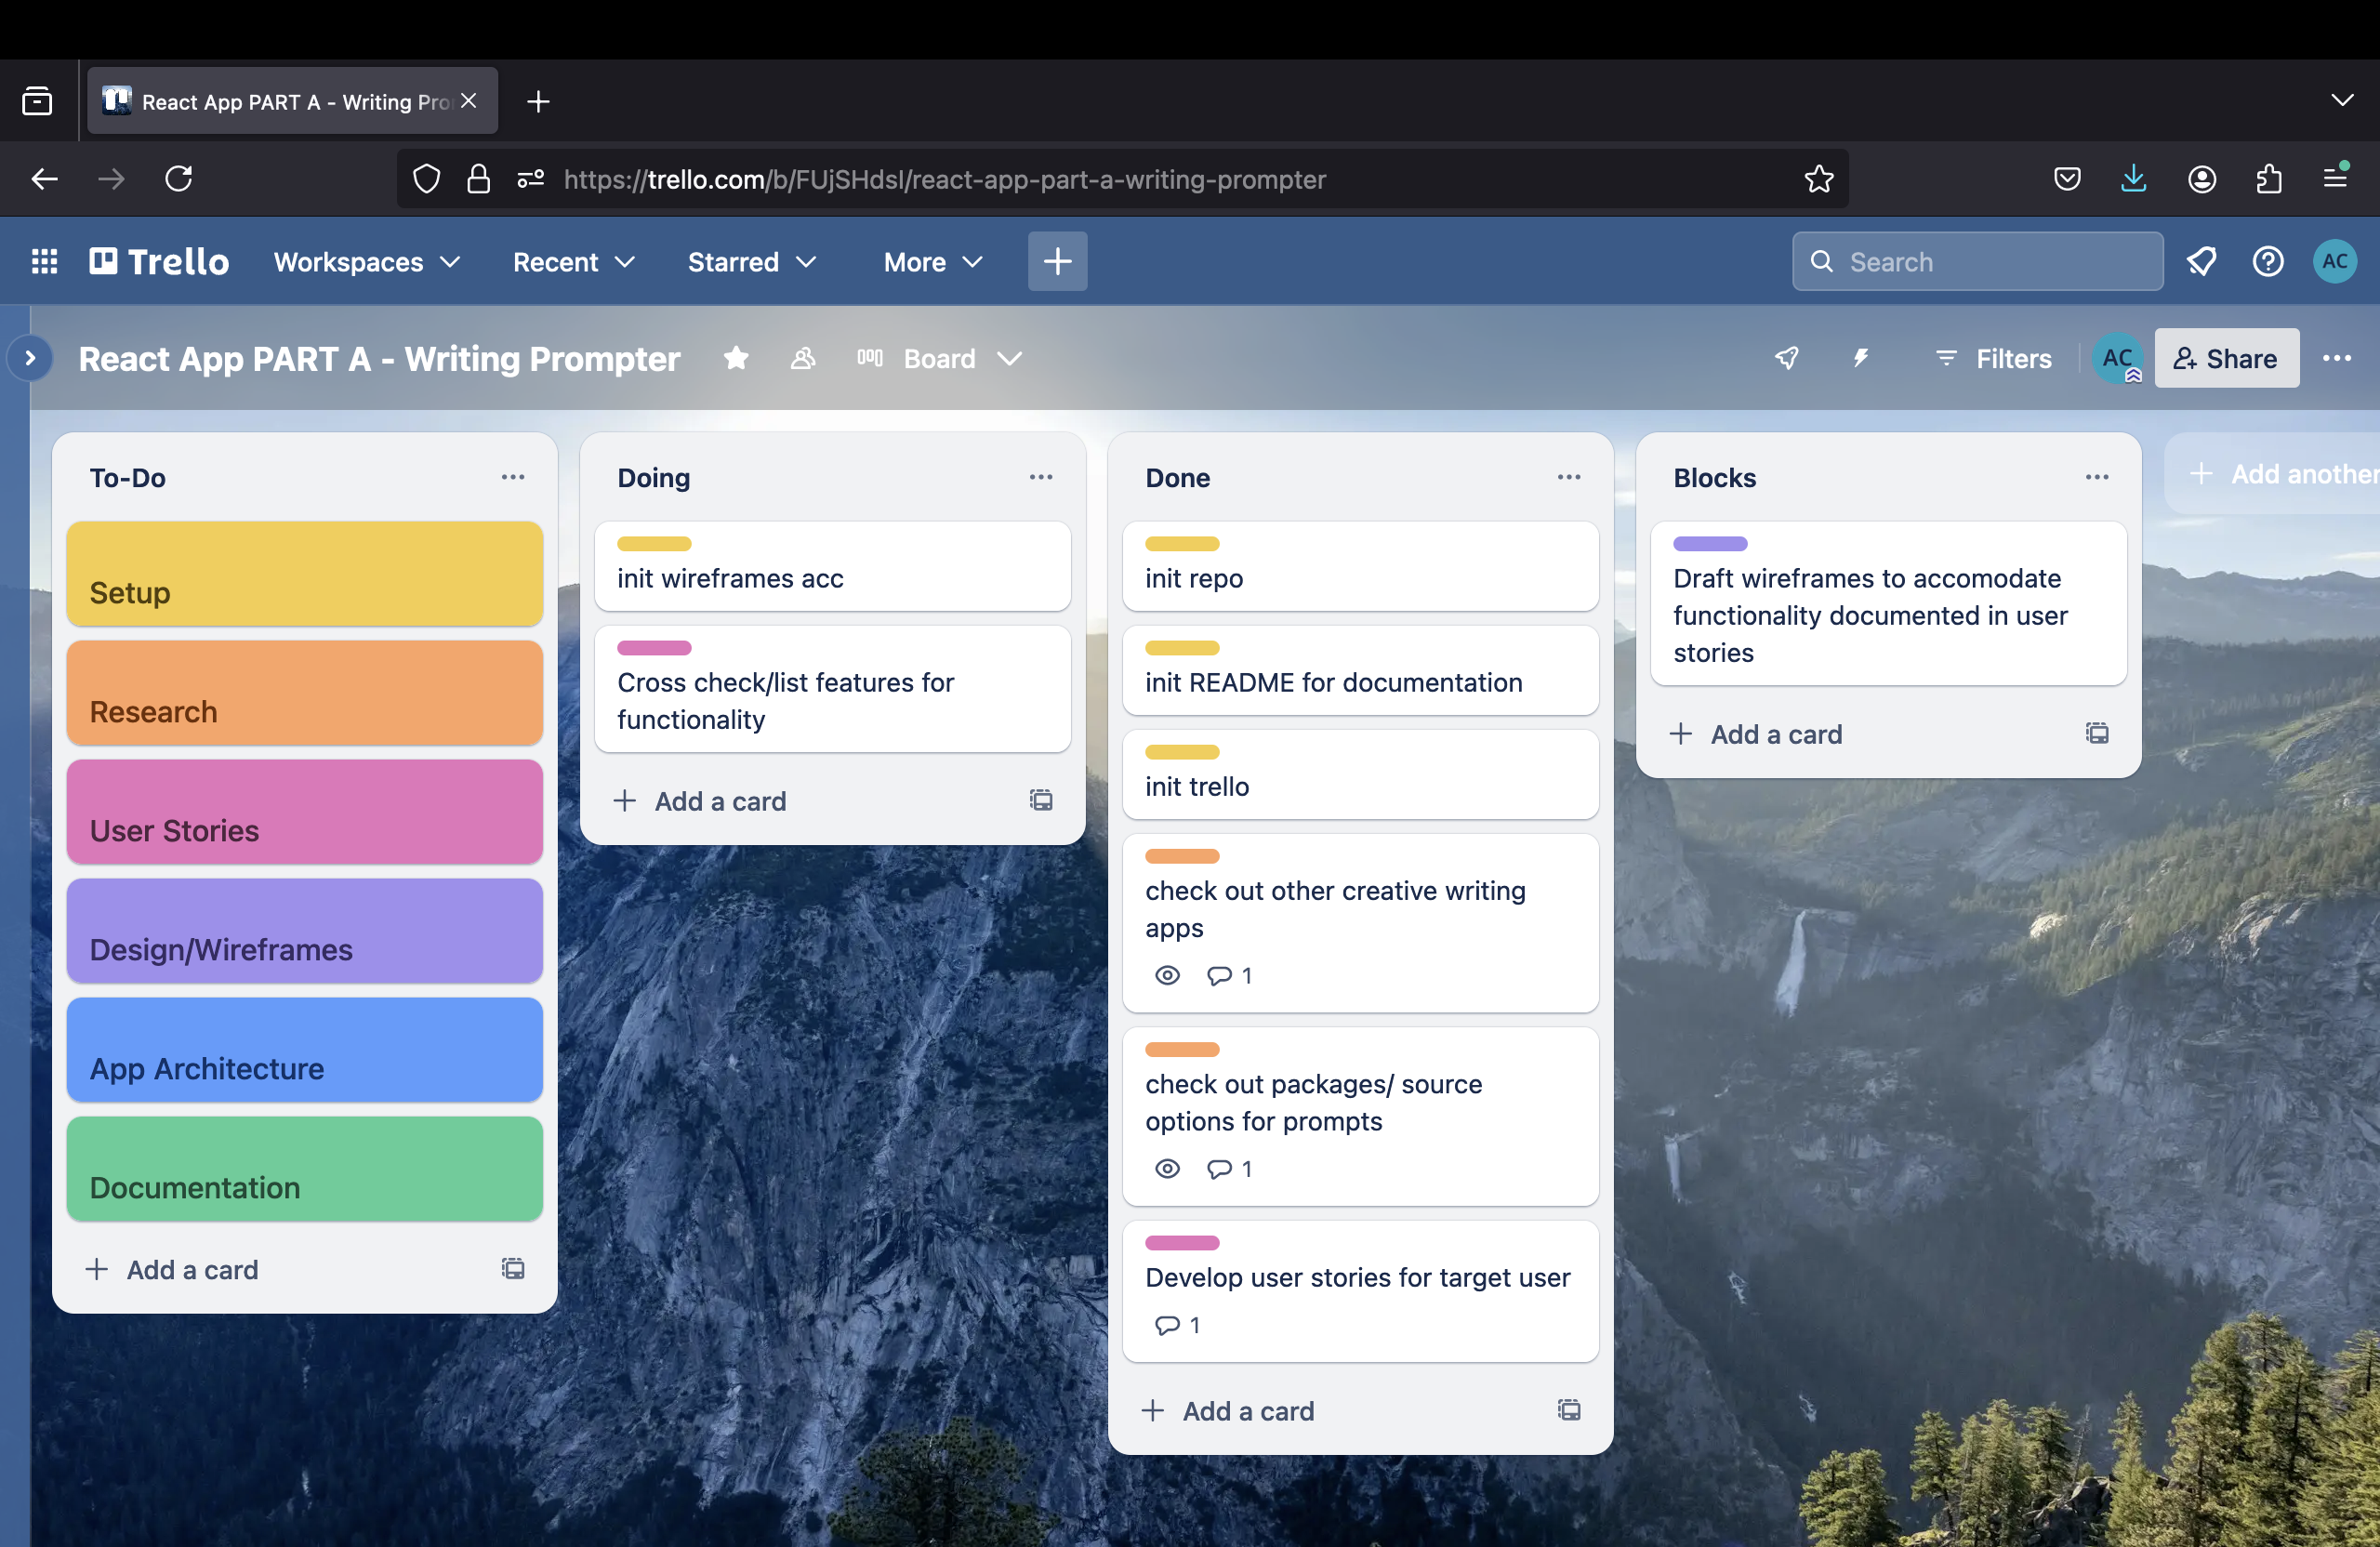 React App PART A - Writing Pro
https://trello.com/b/FUjSHdsI/react-app-part-a-writing-prompter
Trello
Workspaces
Recent
Starred
More
Search
AC
React App PART A - Writing Prompter
Board
Filters
AC
Share
To-Do
Setup
Research
User Stories
Design/Wireframes
App Architecture
Documentation
Add a card
Doing
init wireframes acc
Cross check/list features for
functionality
Add a card
Done
init repo
init README for documentation
init trello
check out other creative writing
apps
1
check out packages/ source
options for prompts
1
Develop user stories for target user
1
Add a card
Blocks
Draft wireframes to accomodate
functionality documented in user
stories
Add a card
Add another